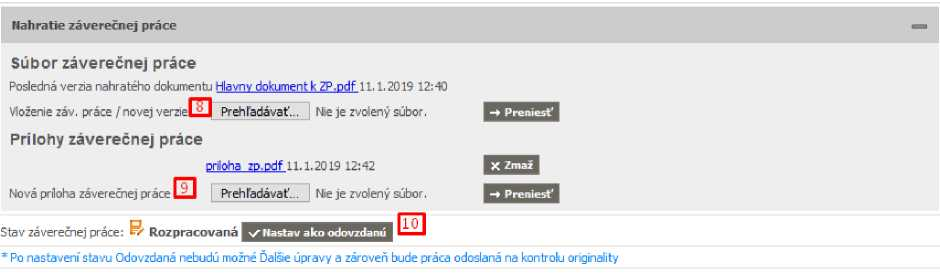 Nahratie záverečnej práce
Súbor záverečnej práce
Posledná verzia nahratého dokumentu Hlavny dokument k ZP.pdf 11.1.2019 12:40
Vloženie záv. práce / novej verzie 8 Prehľadávať... Nie je zvolený súbor. → Preniesť
Prílohy záverečnej práce
priloha_zp.pdf 11.1.2019 12:42 × Zmaž
Nová príloha záverečnej práce 9 Prehľadávať... Nie je zvolený súbor. → Preniesť
Stav záverečnej práce: Rozpracovaná ✓ Nastav ako odovzdanú 10
* Po nastavení stavu Odovzdaná nebudú možné Ďalšie úpravy a zároveň bude práca odoslaná na kontrolu originality